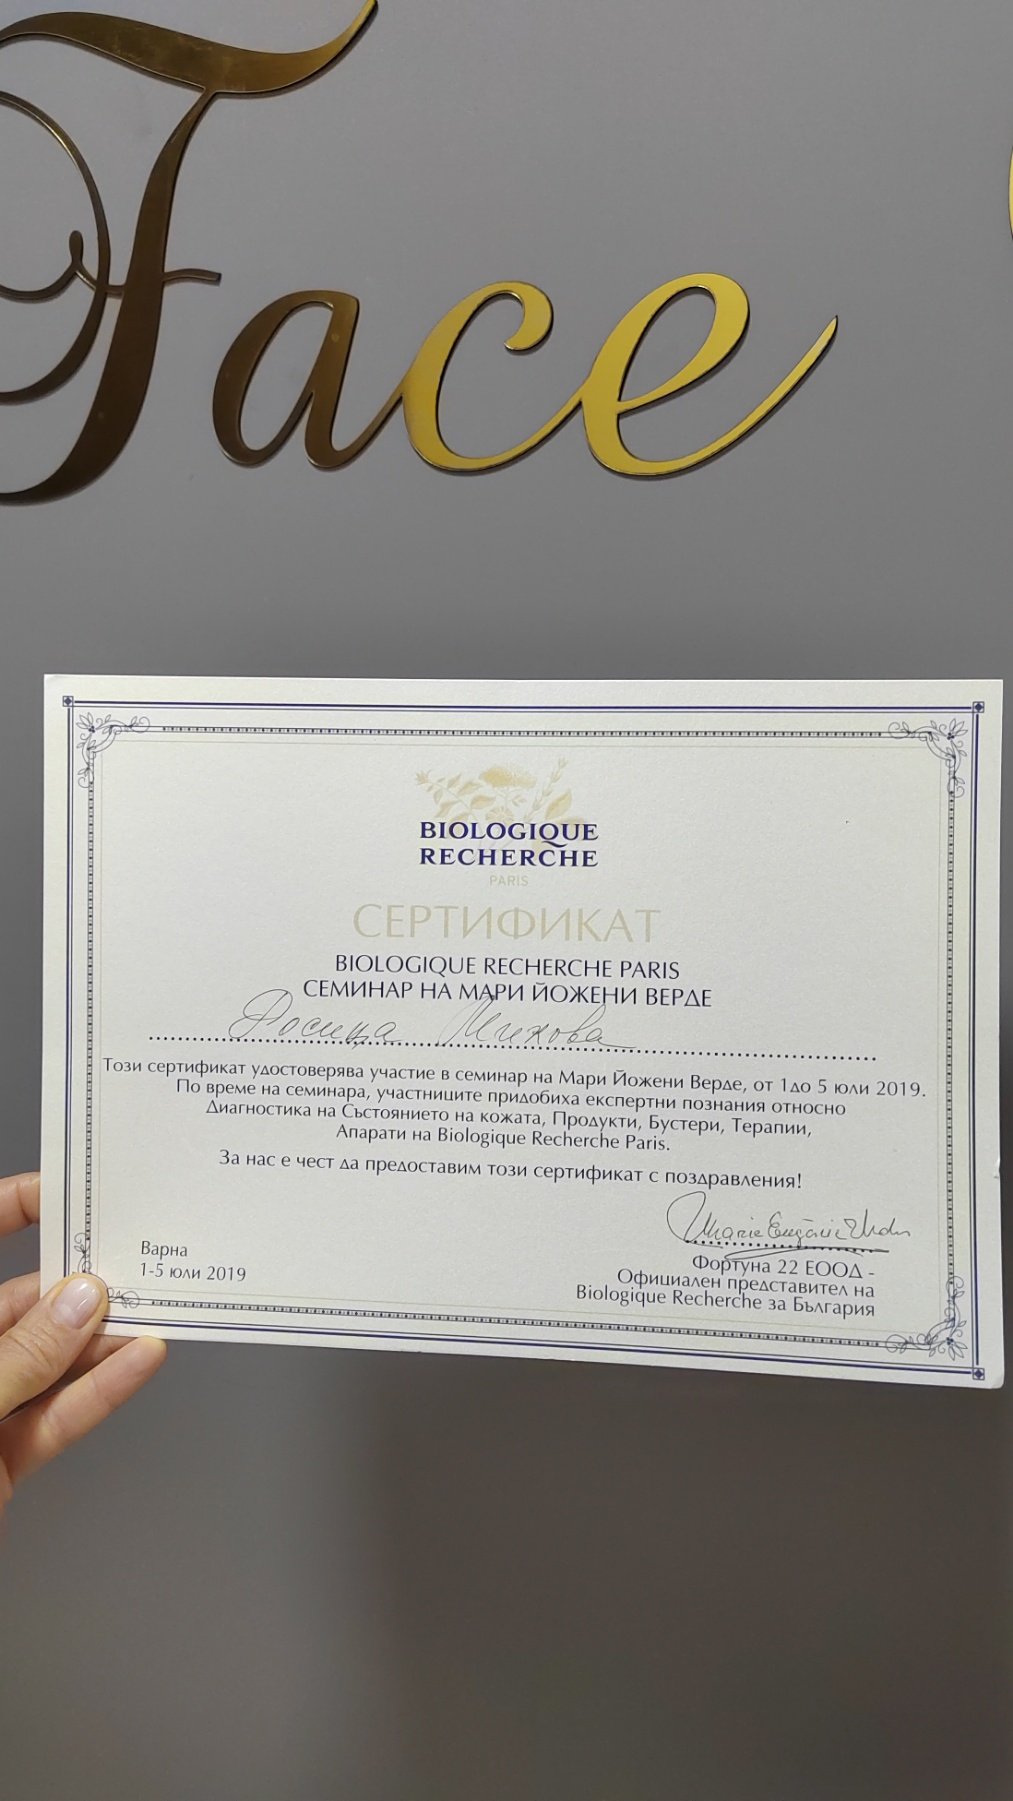 Face
BIOLOGIQUE
RECHERCHE
PARIS
СЕРТИФИКАТ
BIOLOGIQUE RECHERCHE PARIS
СЕМИНАР НА МАРИ ЙОЖЕНИ ВЕРДЕ
Росица Михова
Този сертификат удостоверява участие в семинар на Мари Йожени Верде, от 1до 5 юли 2019.
По време на семинара, участниците придобиха експертни познания относно
Диагностика на Състоянието на кожата, Продукти, Бустери, Терапии,
Апарати на Biologique Recherche Paris.
За нас е чест да предоставим този сертификат с поздравления!
Marie Eugénie
Варна
1-5 юли 2019
Фортуна 22 ЕООД -
Официален представител на
Biologique Recherche за България